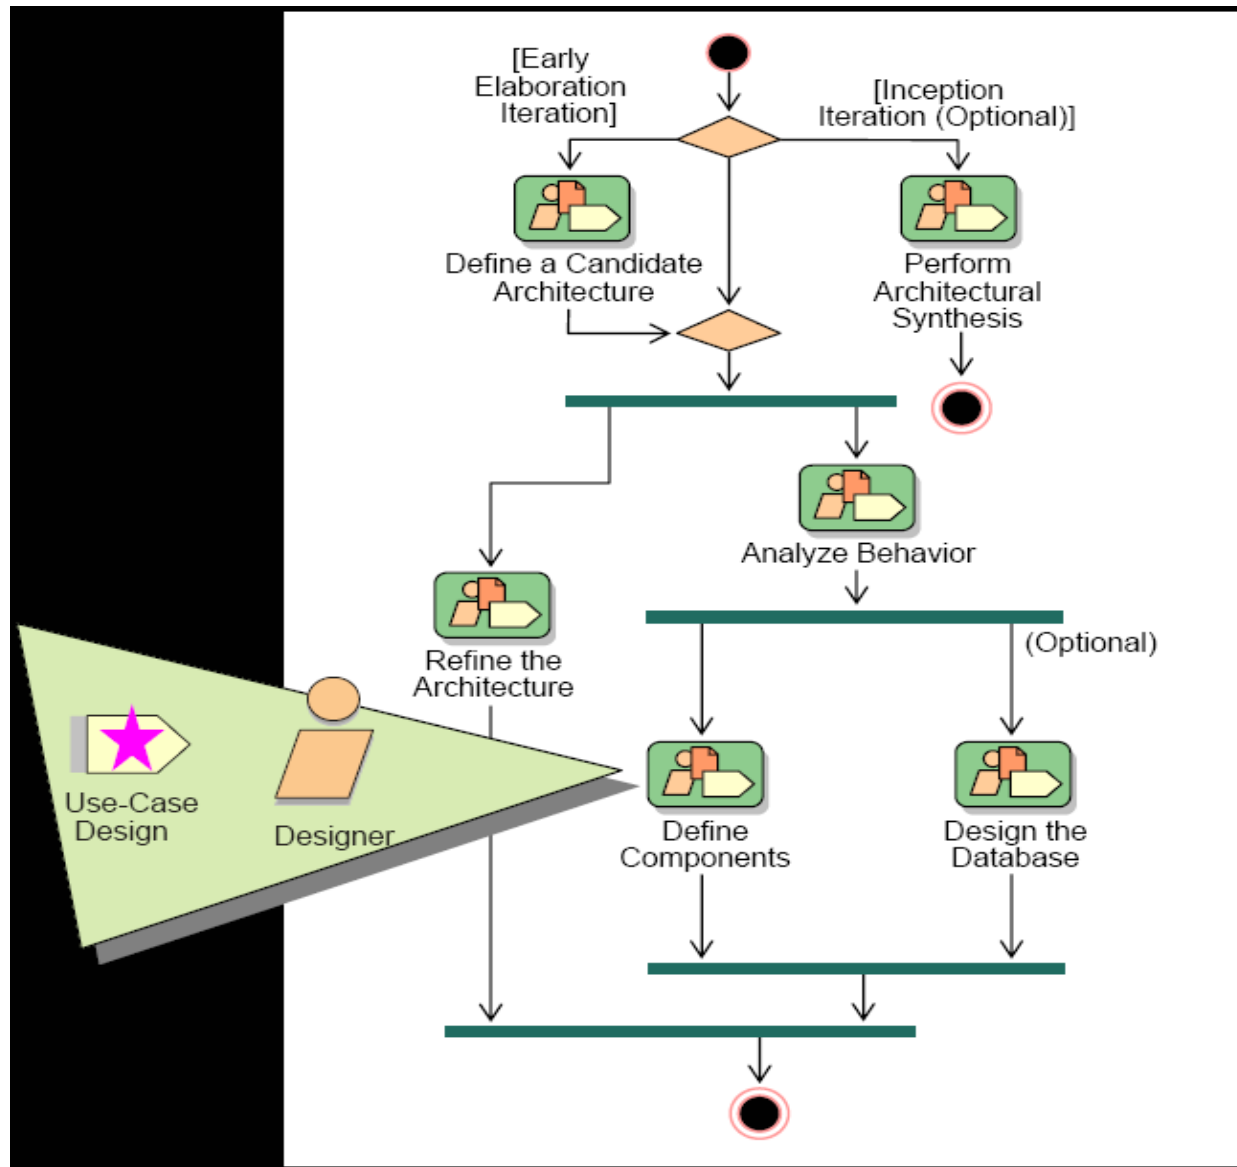 [Early
Elaboration
Iteration]
[Inception
Iteration (Optional)]
Define a Candidate
Architecture
Perform
Architectural
Synthesis
Analyze Behavior
(Optional)
Refine the
Architecture
Use-Case
Design
Designer
Define
Components
Design the
Database